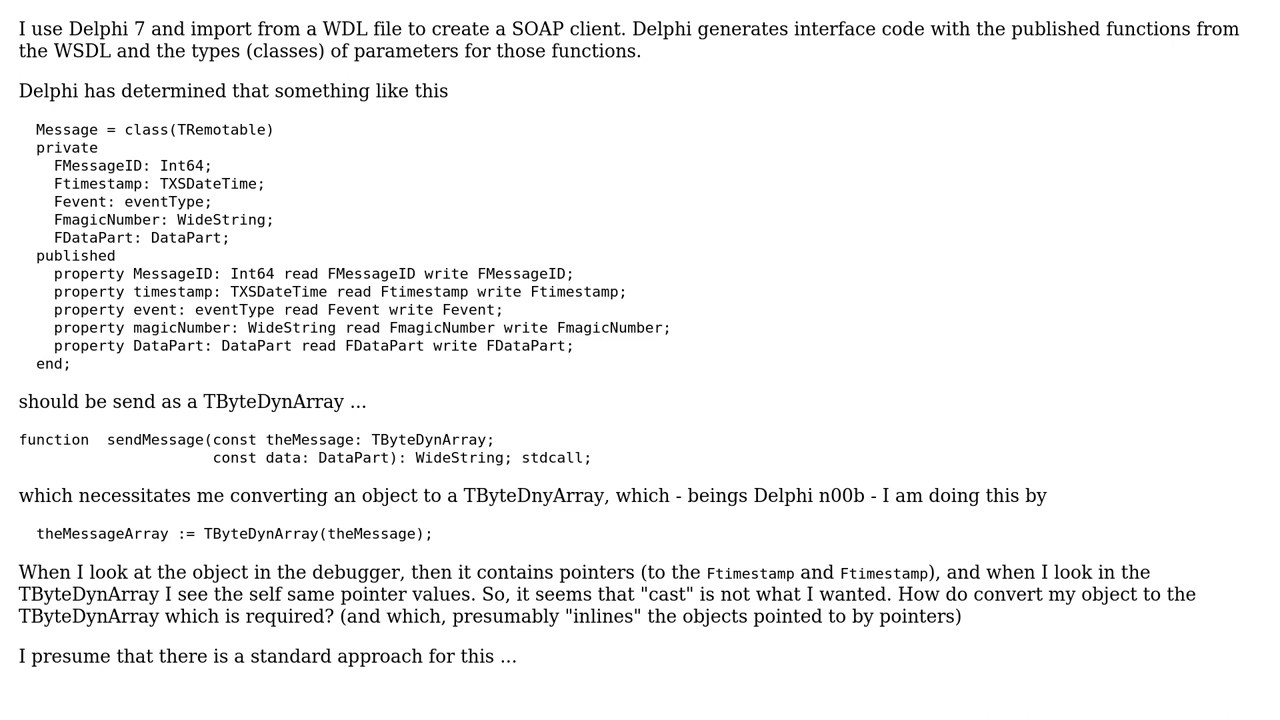 I use Delphi 7 and import from a WDL file to create a SOAP client. Delphi generates interface code with the published functions from
the WSDL and the types (classes) of parameters for those functions.
Delphi has determined that something like this
Message = class(TRemotable)
private
FMessageID: Int64;
Ftimestamp: TXSDateTime;
Fevent: eventType;
FmagicNumber: WideString;
FDataPart: DataPart;
published
property MessageID: Int64 read FMessageID write FMessageID;
property timestamp: TXSDateTime read Ftimestamp write Ftimestamp;
property event: eventType read Fevent write Fevent;
property magicNumber: WideString read FmagicNumber write FmagicNumber;
property DataPart: DataPart read FDataPart write FDataPart;
end;
should be send as a TByteDynArray ...
function  sendMessage(const theMessage: TByteDynArray;
const data: DataPart): WideString; stdcall;
which necessitates me converting an object to a TByteDnyArray, which - beings Delphi n00b - I am doing this by
theMessageArray := TByteDynArray(theMessage);
When I look at the object in the debugger, then it contains pointers (to the Ftimestamp and Ftimestamp), and when I look in the
TByteDynArray I see the self same pointer values. So, it seems that "cast" is not what I wanted. How do convert my object to the
TByteDynArray which is required? (and which, presumably "inlines" the objects pointed to by pointers)
I presume that there is a standard approach for this ...